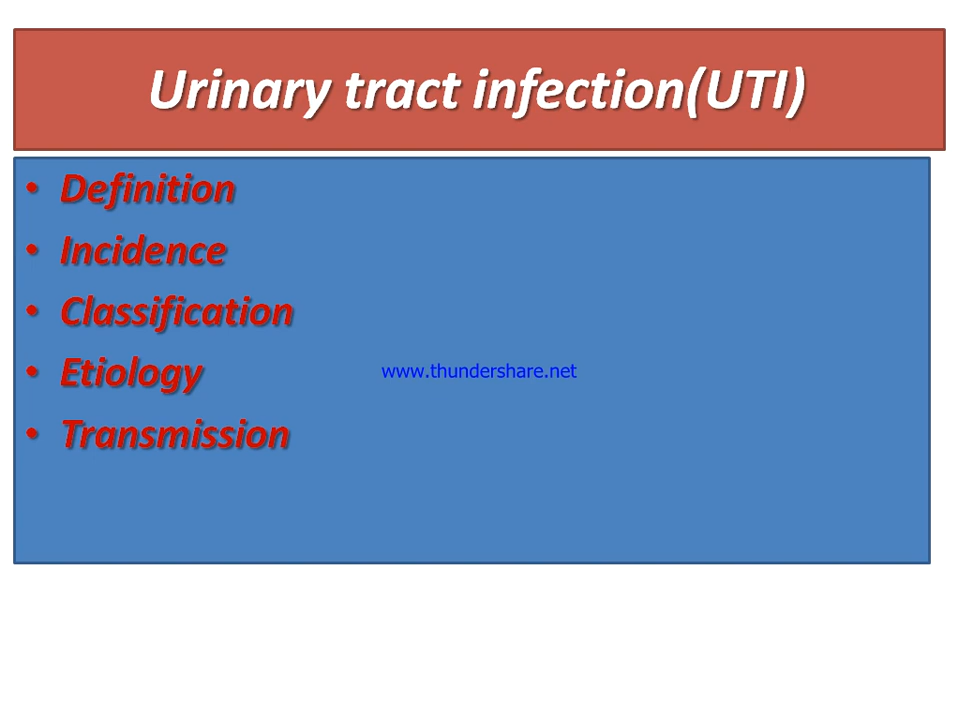 Urinary tract infection(UTI)
• Definition
• Incidence
• Classification
• Etiology
www.thundershare.net
• Transmission